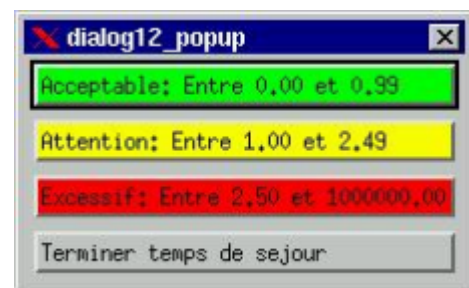 dialog12_popup
Acceptable: Entre 0.00 et 0.99
Attention: Entre 1.00 et 2.49
Excessif: Entre 2.50 et 1000000.00
Terminer temps de sejour